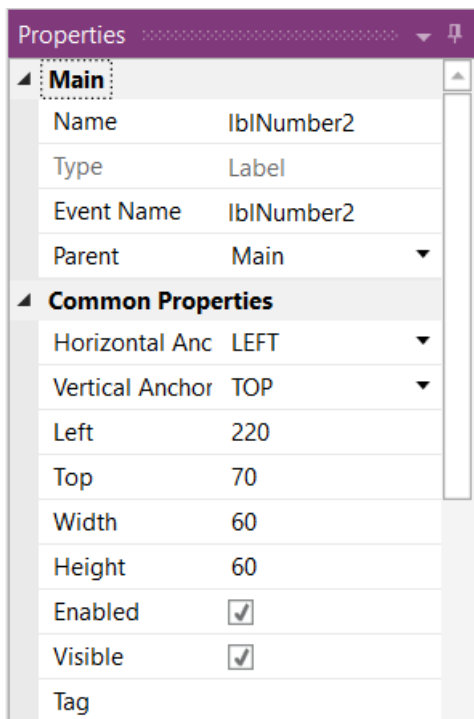 Properties
Main
Name lblNumber2
Type Label
Event Name lblNumber2
Parent Main
Common Properties
Horizontal Anc LEFT
Vertical Anchor TOP
Left 220
Top 70
Width 60
Height 60
Enabled
Visible
Tag